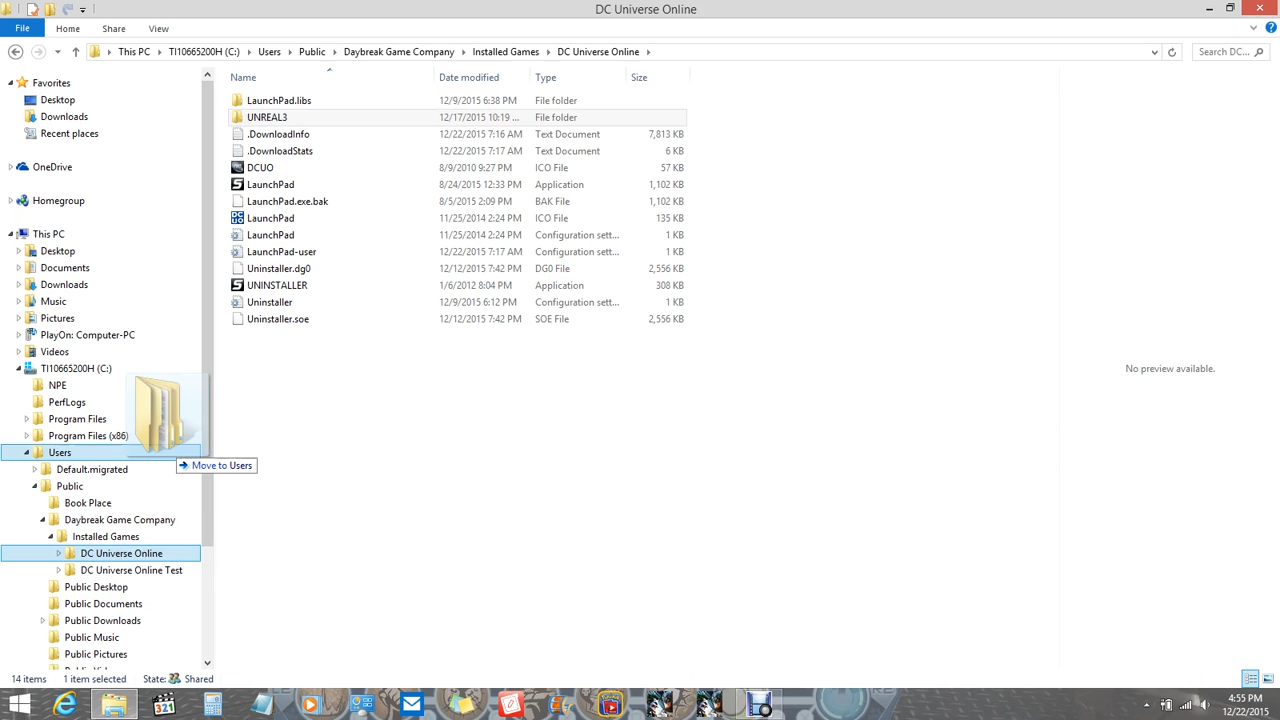 DC Universe Online
File Home Share View
This PC TI10665200H (C:) Users Public Daybreak Game Company Installed Games DC Universe Online Search DC...
Favorites
Desktop
Downloads
Recent places
OneDrive
Homegroup
This PC
Desktop
Documents
Downloads
Music
Pictures
PlayOn: Computer-PC
Videos
TI10665200H (C:)
NPE
PerfLogs
Program Files
Program Files (x86)
Users
Default.migrated
Public
Book Place
Daybreak Game Company
Installed Games
DC Universe Online
DC Universe Online Test
Public Desktop
Public Documents
Public Downloads
Public Music
Public Pictures
Name Date modified Type Size
LaunchPad.libs 12/9/2015 6:38 PM File folder
UNREAL3 12/17/2015 10:19 ... File folder
.DownloadInfo 12/22/2015 7:16 AM Text Document 7,813 KB
.DownloadStats 12/22/2015 7:17 AM Text Document 6 KB
DCUO 8/9/2010 9:27 PM ICO File 57 KB
LaunchPad 8/24/2015 12:33 PM Application 1,102 KB
LaunchPad.exe.bak 8/5/2015 2:09 PM BAK File 1,102 KB
LaunchPad 11/25/2014 2:24 PM ICO File 135 KB
LaunchPad 11/25/2014 2:24 PM Configuration sett... 1 KB
LaunchPad-user 12/22/2015 7:17 AM Configuration sett... 1 KB
Uninstaller.dg0 12/12/2015 7:42 PM DG0 File 2,556 KB
UNINSTALLER 1/6/2012 8:04 PM Application 308 KB
Uninstaller 12/9/2015 6:12 PM Configuration sett... 1 KB
Uninstaller.soe 12/12/2015 7:42 PM SOE File 2,556 KB
No preview available.
Move to Users
14 items 1 item selected State: Shared
321
4:55 PM
12/22/2015